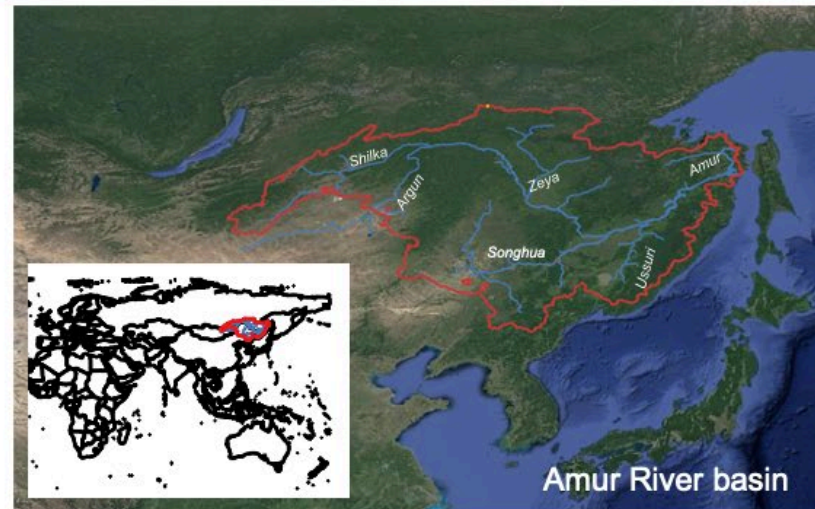 Shilka
Argun
Zeya
Amur
Songhua
Ussuri
Amur River basin